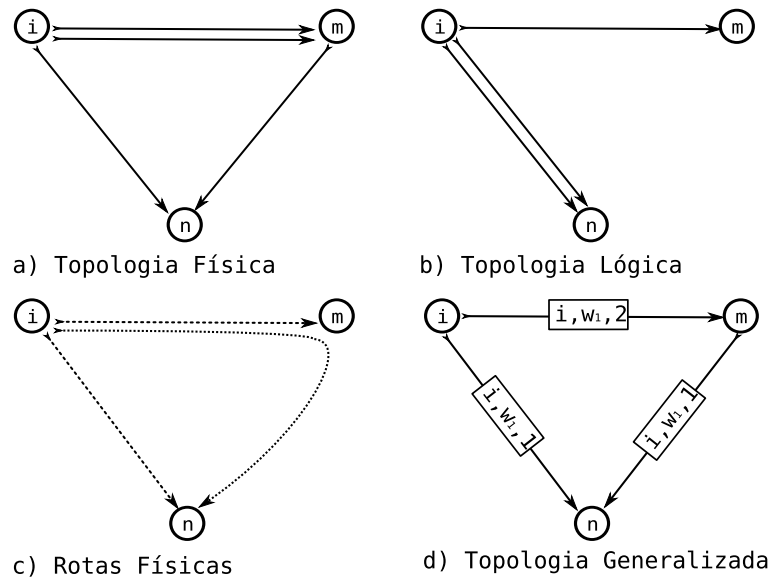 i m
n
a) Topologia Física
i m
n
b) Topologia Lógica
i m
n
c) Rotas Físicas
i i,w₁,2 m
i,w₁,1 i,w₁,1
n
d) Topologia Generalizada